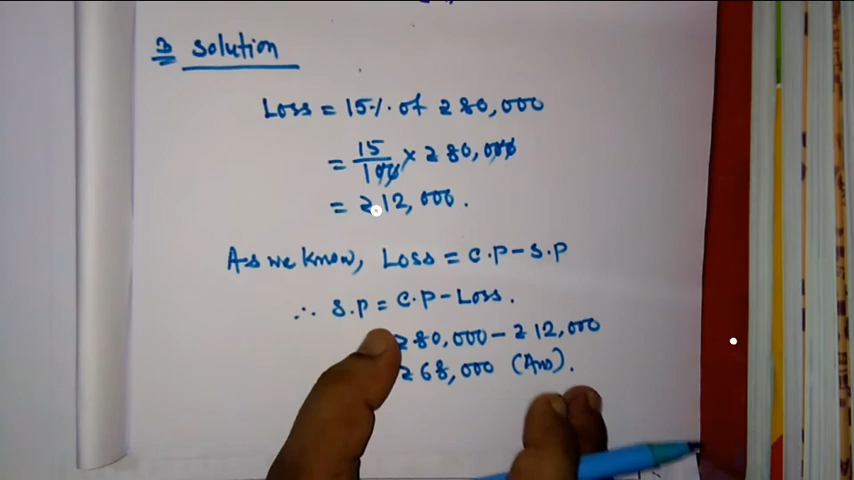 3 Solution
Loss = 15% of ₹ 80,000
= 15/100 × ₹ 80,000
= ₹ 12,000.
As we know, Loss = C.P - S.P
∴ S.P = C.P - Loss.
₹ 80,000 - ₹ 12,000
₹ 68,000 (Ans).